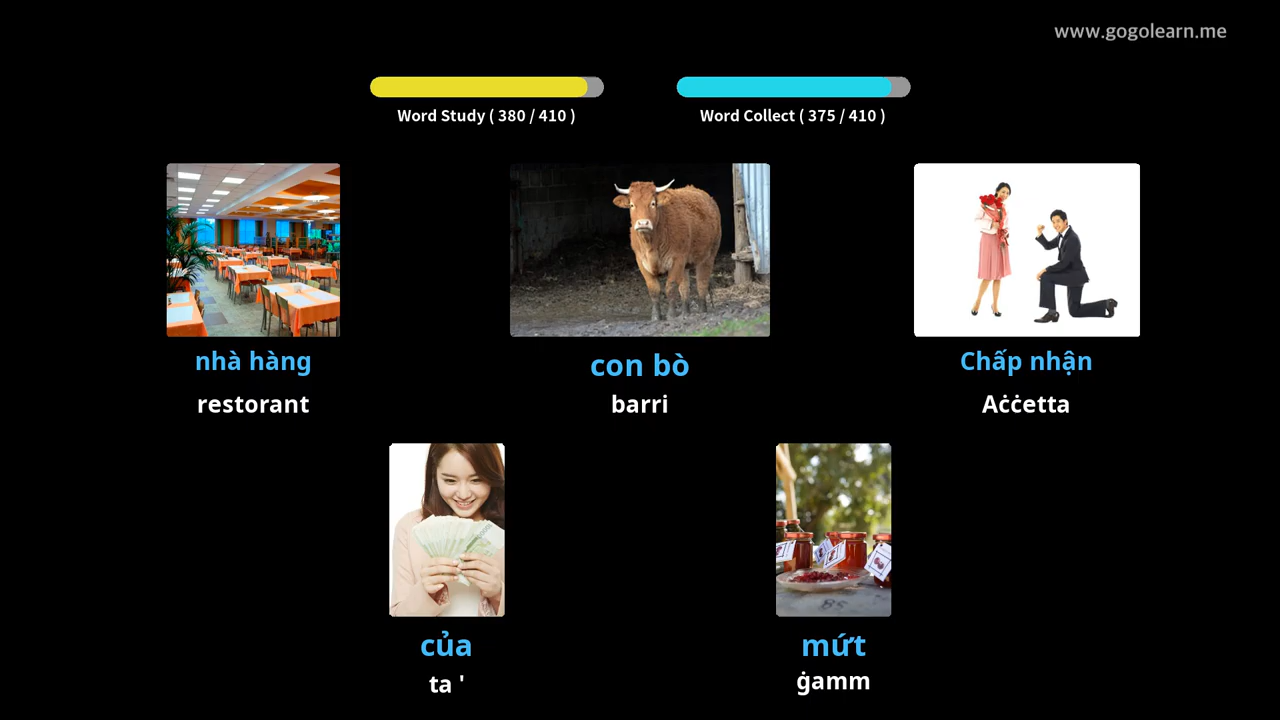 www.gogolearn.me
Word Study ( 380 / 410 )
Word Collect ( 375 / 410 )
nhà hàng
restorant
con bò
barri
Chấp nhận
Aċċetta
của
ta '
mứt
ġamm